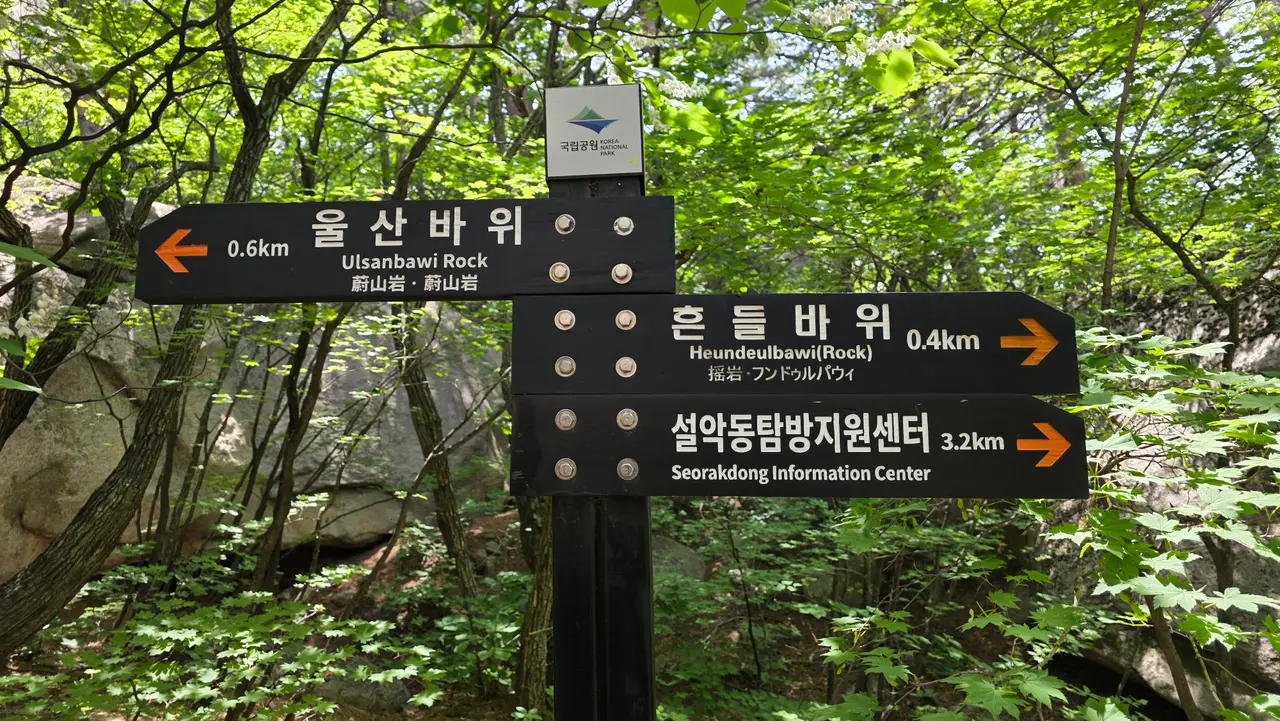 국립공원 KOREA
NATIONAL
PARK
울산바위
0.6km
Ulsanbawi Rock
蔚山岩 · 蔚山岩
흔들바위 0.4km
Heundeulbawi(Rock)
摇岩·フンドゥルパウィ
설악동탐방지원센터 3.2km
Seorakdong Information Center